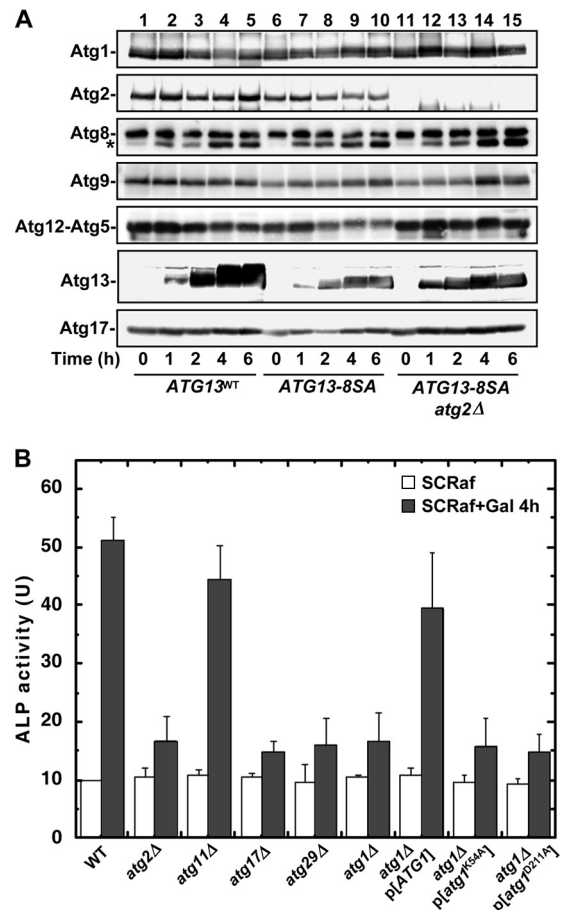 A
1 2 3 4 5 6 7 8 9 10 11 12 13 14 15
Atg1-
Atg2-
Atg8-
*
Atg9-
Atg12-Atg5-
Atg13-
Atg17-
Time (h) 0 1 2 4 6 0 1 2 4 6 0 1 2 4 6
ATG13WT ATG13-8SA ATG13-8SA
atg2Δ
B
SCRaf
SCRaf+Gal 4h
ALP activity (U)
60
50
40
30
20
10
0
WT atg2Δ atg11Δ atg17Δ atg29Δ atg1Δ atg1Δ atg1Δ atg1Δ
p[ATG1] p[atg1K54A] p[atg1D211A]